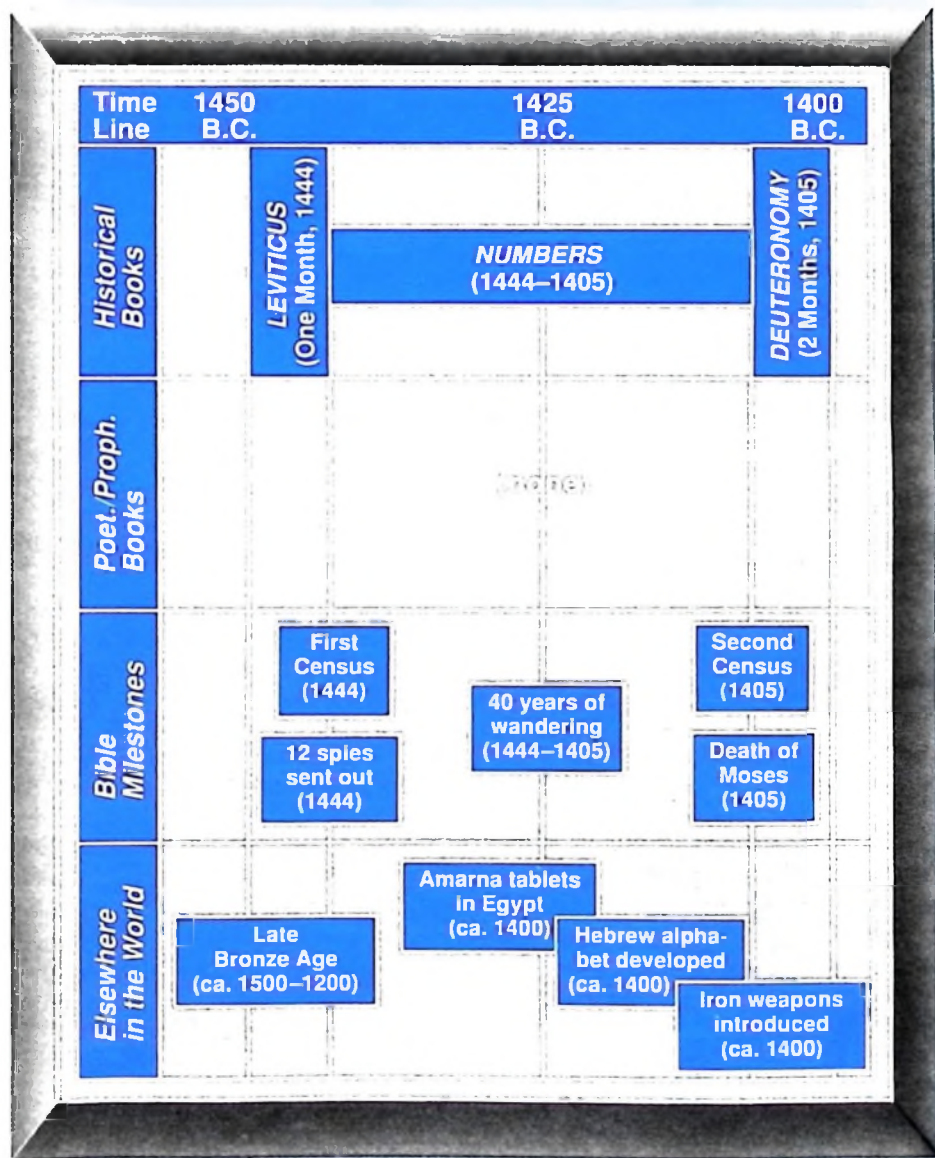 Time Line
1450 B.C.
1425 B.C.
1400 B.C.
Historical
Books
LEVITICUS
(One Month, 1444)
NUMBERS
(1444–1405)
DEUTERONOMY
(2 Months, 1405)
Poet./Proph.
Books
(none)
Bible
Milestones
First
Census
(1444)
12 spies
sent out
(1444)
40 years of
wandering
(1444–1405)
Second
Census
(1405)
Death of
Moses
(1405)
Elsewhere
in the World
Late
Bronze Age
(ca. 1500–1200)
Amarna tablets
in Egypt
(ca. 1400)
Hebrew alpha-
bet developed
(ca. 1400)
Iron weapons
introduced
(ca. 1400)